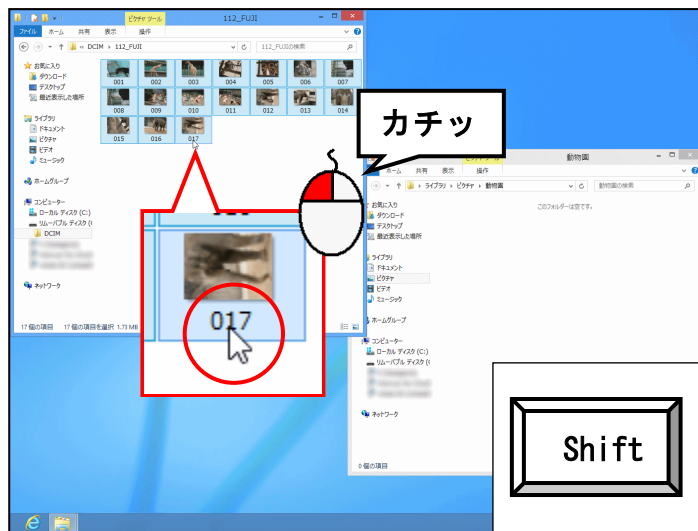 ピクチャ ツール
112_FUJI
ファイル ホーム 共有 表示 操作
« DCIM › 112_FUJI
112_FUJIの検索
お気に入り
ダウンロード
デスクトップ
最近表示した場所
ライブラリ
ドキュメント
ピクチャ
ビデオ
ミュージック
ホームグループ
コンピューター
ローカル ディスク (C:)
リムーバブル ディスク (
DCIM
ネットワーク
17 個の項目 17 個の項目を選択 1.73 MB
001 002 003 004 005 006 007
008 009 010 011 012 013 014
015 016 017
カチッ
017
動物園
ホーム 共有 表示 操作
› ライブラリ › ピクチャ › 動物園
動物園の検索
このフォルダーは空です。
お気に入り
ダウンロード
デスクトップ
最近表示した場所
ライブラリ
ドキュメント
ピクチャ
ビデオ
ミュージック
ホームグループ
コンピューター
ローカル ディスク (C:)
リムーバブル ディスク (
ネットワーク
0 個の項目
Shift